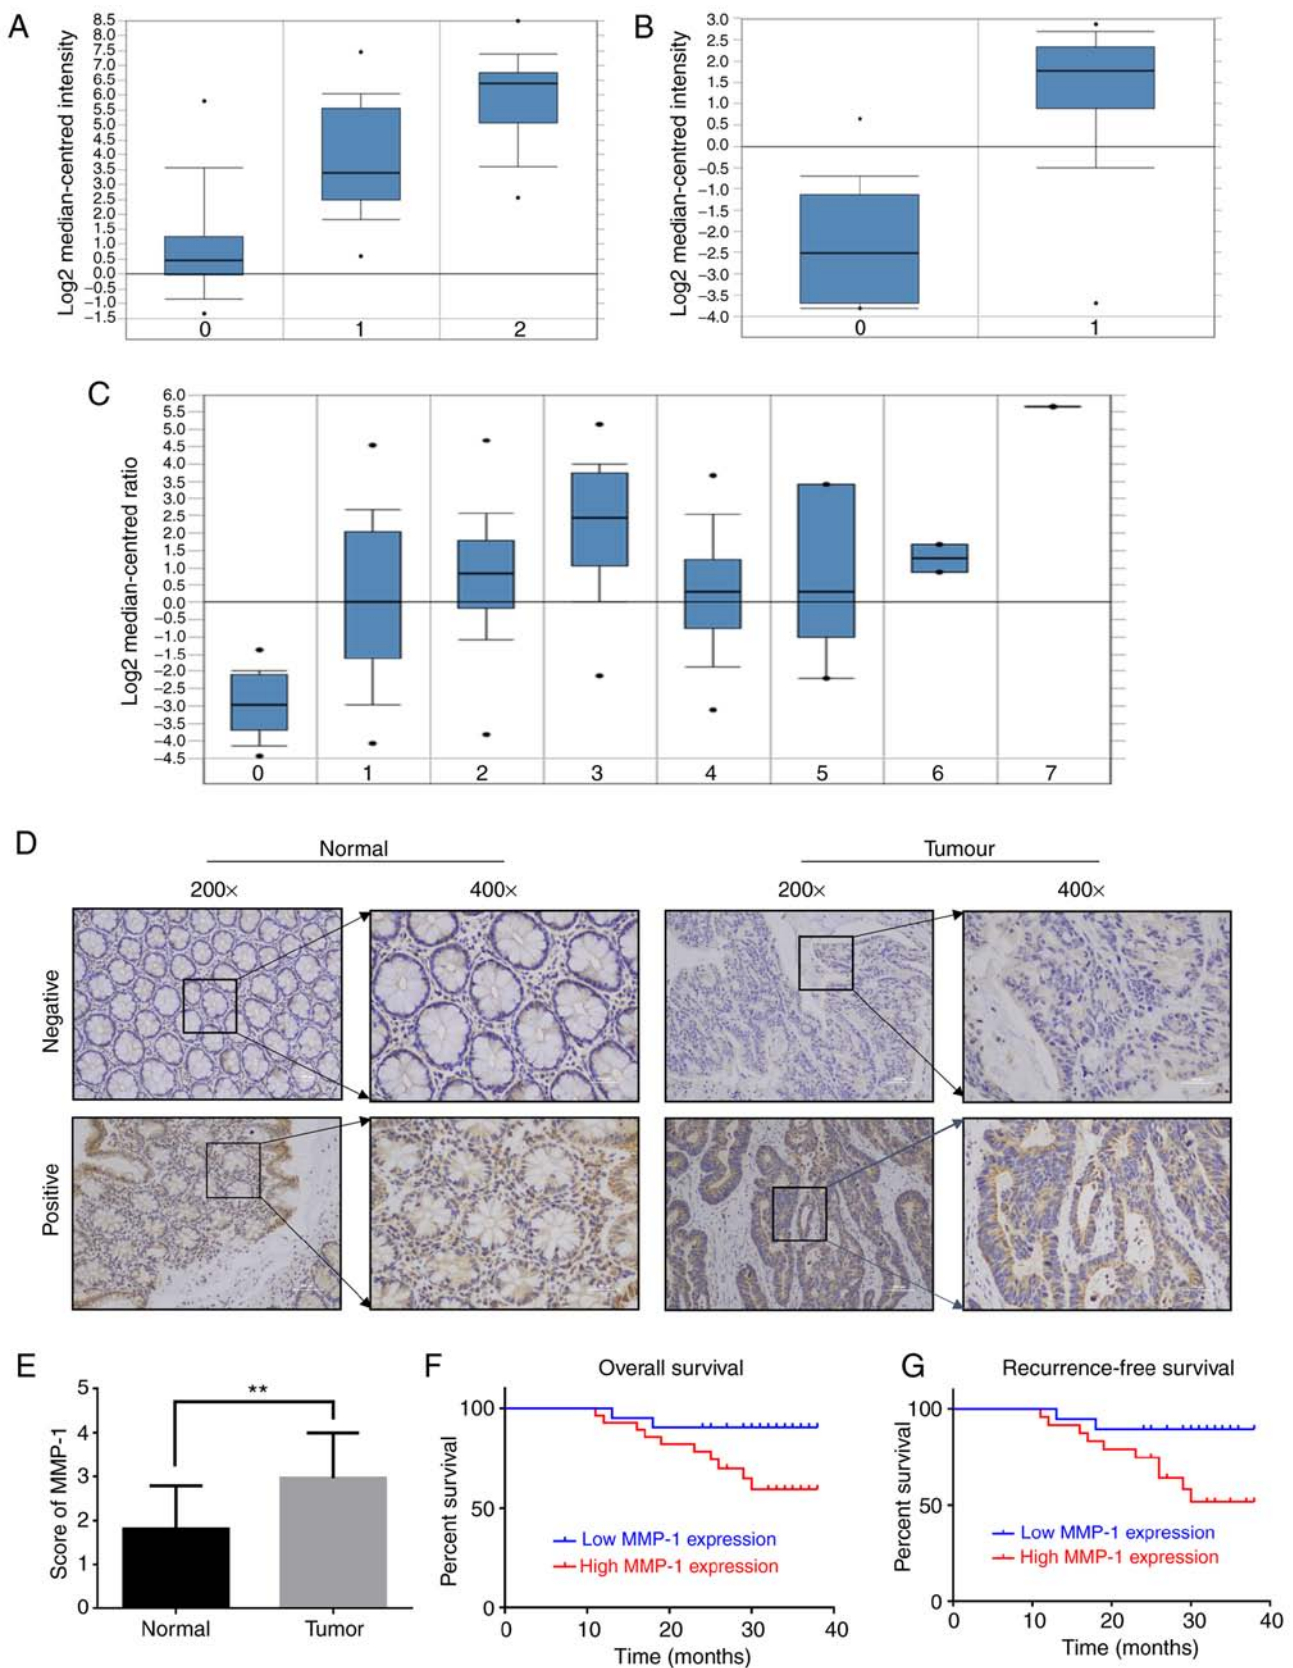 A
Log2 median-centred intensity
8.5
8.0
7.5
7.0
6.5
6.0
5.5
5.0
4.5
4.0
3.5
3.0
2.5
2.0
1.5
1.0
0.5
0.0
−0.5
−1.0
−1.5
0 1 2
B
Log2 median-centred intensity
3.0
2.5
2.0
1.5
1.0
0.5
0.0
−0.5
−1.0
−1.5
−2.0
−2.5
−3.0
−3.5
−4.0
0 1
C
Log2 median-centred ratio
6.0
5.5
5.0
4.5
4.0
3.5
3.0
2.5
2.0
1.5
1.0
0.5
0.0
−0.5
−1.0
−1.5
−2.0
−2.5
−3.0
−3.5
−4.0
−4.5
0 1 2 3 4 5 6 7
D
Normal
Tumour
200× 400× 200× 400×
Negative
Positive
E
Score of MMP-1
5
4
3
2
1
0
**
Normal Tumor
F
Overall survival
Percent survival
100
50
0
Low MMP-1 expression
High MMP-1 expression
0 10 20 30 40
Time (months)
G
Recurrence-free survival
Percent survival
100
50
0
Low MMP-1 expression
High MMP-1 expression
0 10 20 30 40
Time (months)